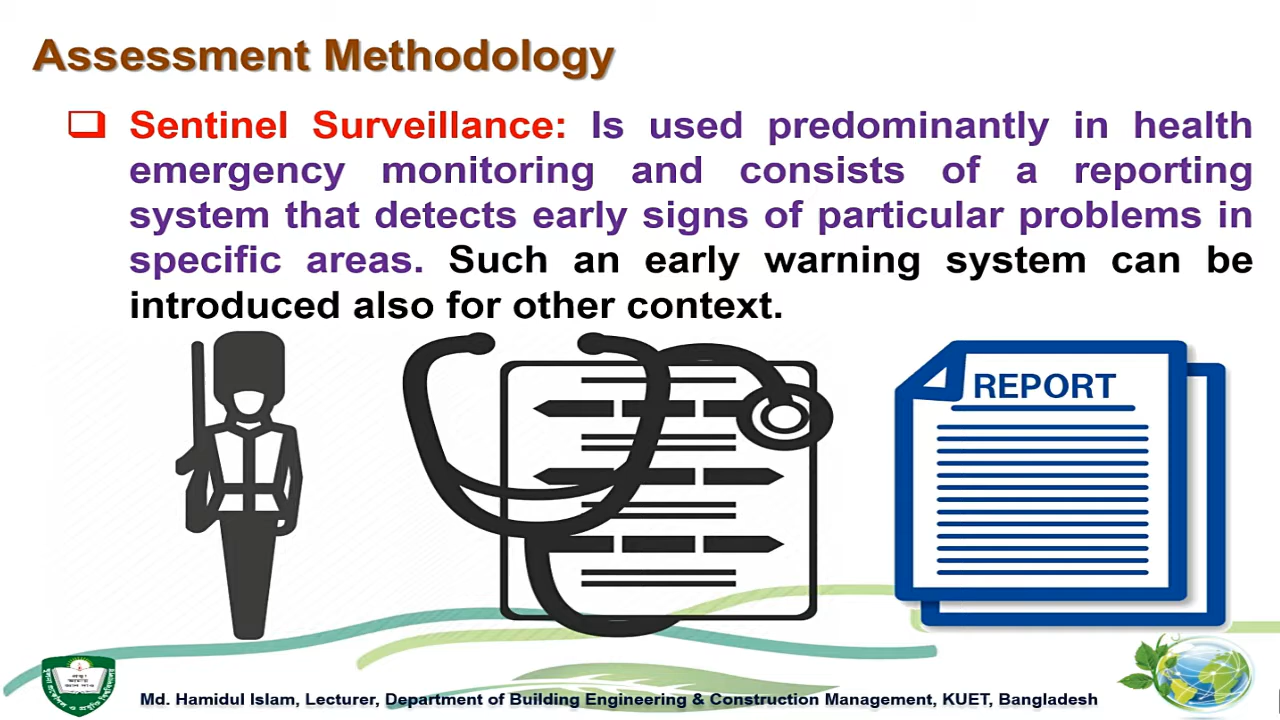 Assessment Methodology
❑ Sentinel Surveillance: Is used predominantly in health
emergency monitoring and consists of a reporting
system that detects early signs of particular problems in
specific areas. Such an early warning system can be
introduced also for other context.
REPORT
Md. Hamidul Islam, Lecturer, Department of Building Engineering & Construction Management, KUET, Bangladesh